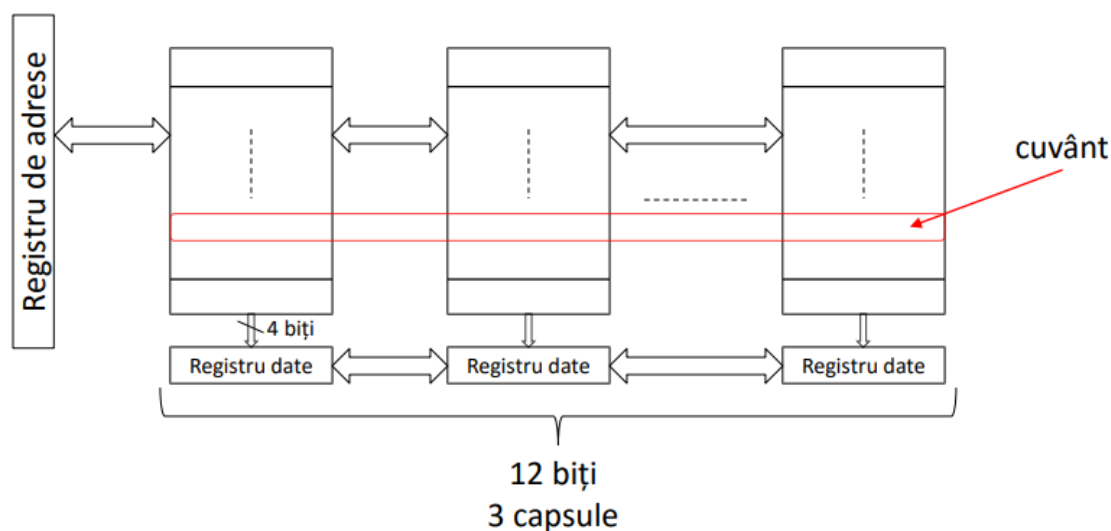 Registru de adrese
cuvânt
4 biți
Registru date
Registru date
Registru date
12 biți
3 capsule